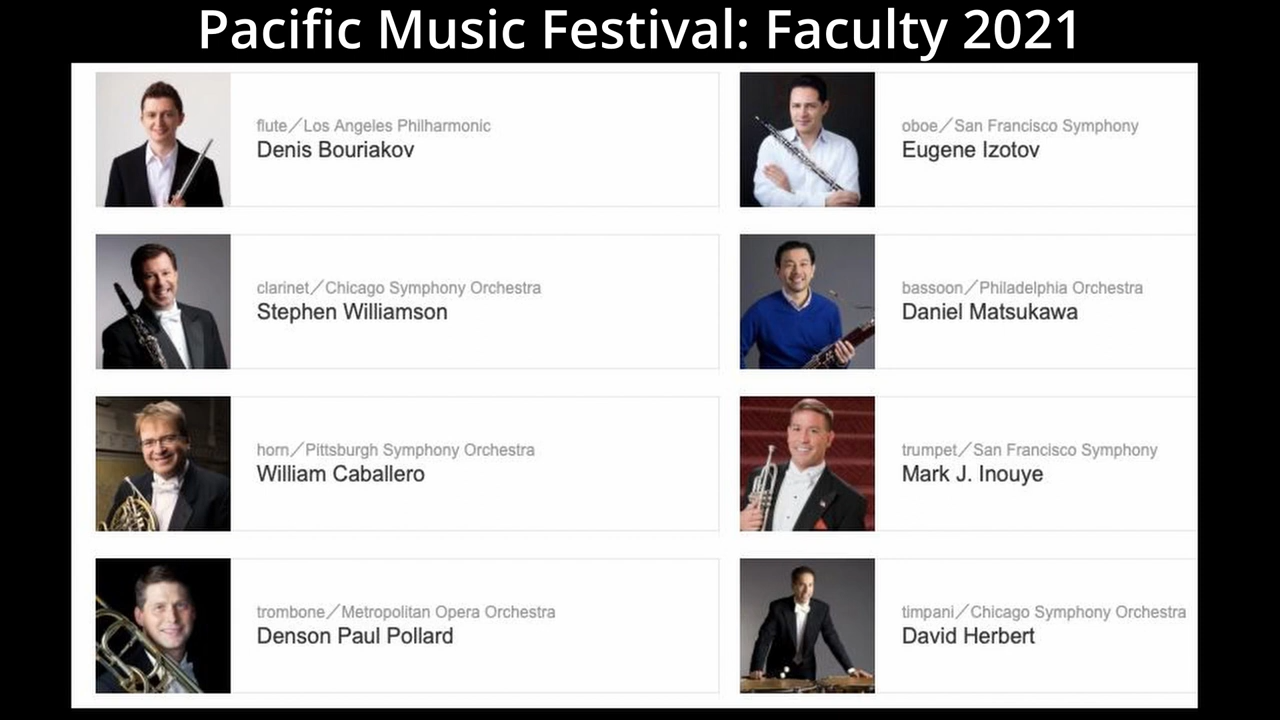 Pacific Music Festival: Faculty 2021
flute／Los Angeles Philharmonic
Denis Bouriakov
oboe／San Francisco Symphony
Eugene Izotov
clarinet／Chicago Symphony Orchestra
Stephen Williamson
bassoon／Philadelphia Orchestra
Daniel Matsukawa
horn／Pittsburgh Symphony Orchestra
William Caballero
trumpet／San Francisco Symphony
Mark J. Inouye
trombone／Metropolitan Opera Orchestra
Denson Paul Pollard
timpani／Chicago Symphony Orchestra
David Herbert